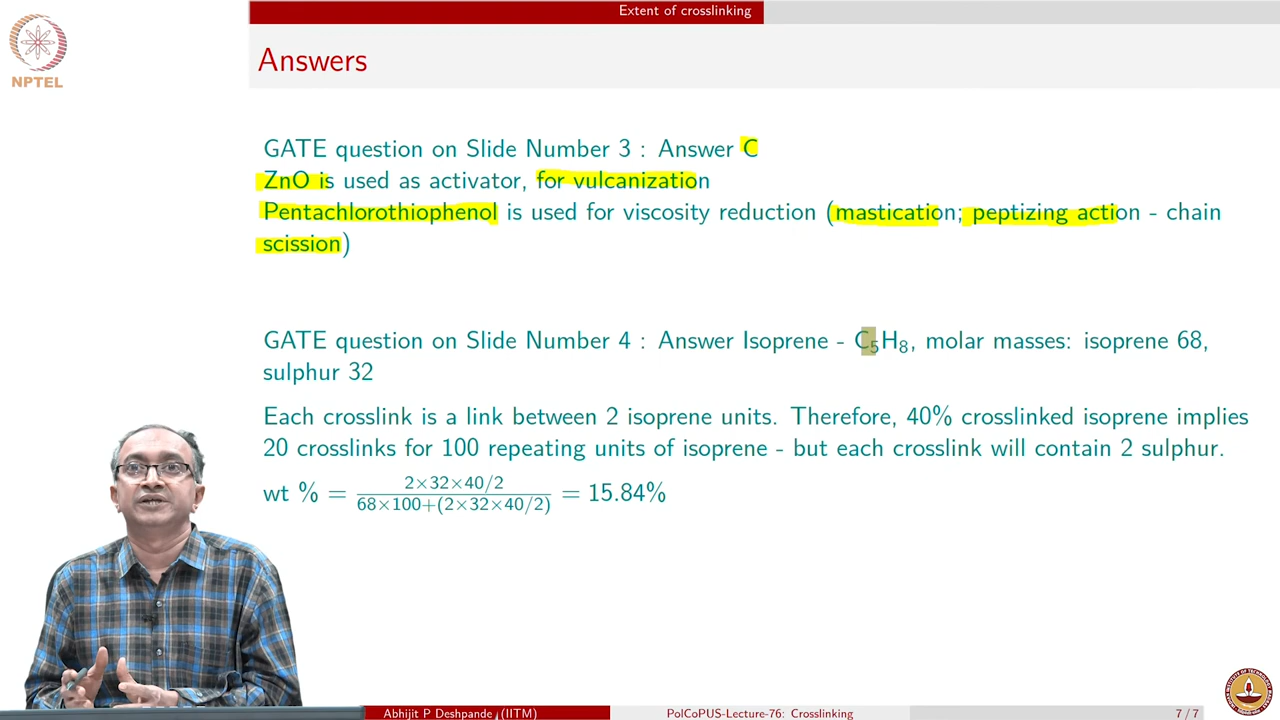 Extent of crosslinking
NPTEL
Answers
GATE question on Slide Number 3 : Answer C
ZnO is used as activator, for vulcanization
Pentachlorothiophenol is used for viscosity reduction (mastication; peptizing action - chain
scission)
GATE question on Slide Number 4 : Answer Isoprene - C₅H₈, molar masses: isoprene 68,
sulphur 32
Each crosslink is a link between 2 isoprene units. Therefore, 40% crosslinked isoprene implies
20 crosslinks for 100 repeating units of isoprene - but each crosslink will contain 2 sulphur.
wt % = 2×32×40/2 / 68×100+(2×32×40/2) = 15.84%
Abhijit P Deshpande (IITM) PolCoPUS-Lecture-76: Crosslinking 7 / 7